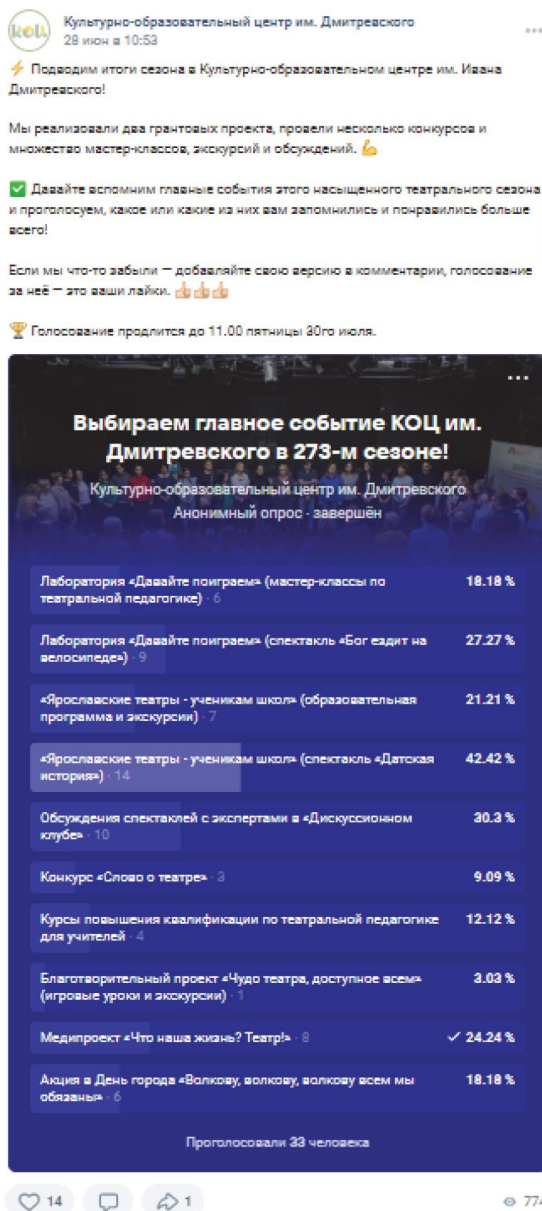 коц
Культурно-образовательный центр им. Дмитревского
28 июн в 10:53
⚡ Подводим итоги сезона в Культурно-образовательном центре им. Ивана
Дмитревского!
Мы реализовали два грантовых проекта, провели несколько конкурсов и
множество мастер-классов, экскурсий и обсуждений. 💪
✅ Давайте вспомним главные события этого насыщенного театрального сезона
и проголосуем, какое или какие из них вам запомнились и понравились больше
всего!
Если мы что-то забыли — добавляйте свою версию в комментарии, голосование
за неё — это ваши лайки. 👍👍👍
🏆 Голосование продлится до 11.00 пятницы 30го июля.
Выбираем главное событие КОЦ им.
Дмитревского в 273-м сезоне!
Культурно-образовательный центр им. Дмитревского
Анонимный опрос · завершён
Лаборатория «Давайте поиграем» (мастер-классы по 18.18 %
театральной педагогике) · 6
Лаборатория «Давайте поиграем» (спектакль «Бог ездит на 27.27 %
велосипеде») · 9
«Ярославские театры - ученикам школ» (образовательная 21.21 %
программа и экскурсии) · 7
«Ярославские театры - ученикам школ» (спектакль «Датская 42.42 %
история») · 14
Обсуждения спектаклей с экспертами в «Дискуссионном 30.3 %
клубе» · 10
Конкурс «Слово о театре» · 3 9.09 %
Курсы повышения квалификации по театральной педагогике 12.12 %
для учителей · 4
Благотворительный проект «Чудо театра, доступное всем» 3.03 %
(игровые уроки и экскурсии) · 1
Медипроект «Что наша жизнь? Театр!» · 8 ✓ 24.24 %
Акция в День города «Волкову, волкову, волкову всем мы 18.18 %
обязаны» · 6
Проголосовали 33 человека
14 1 774